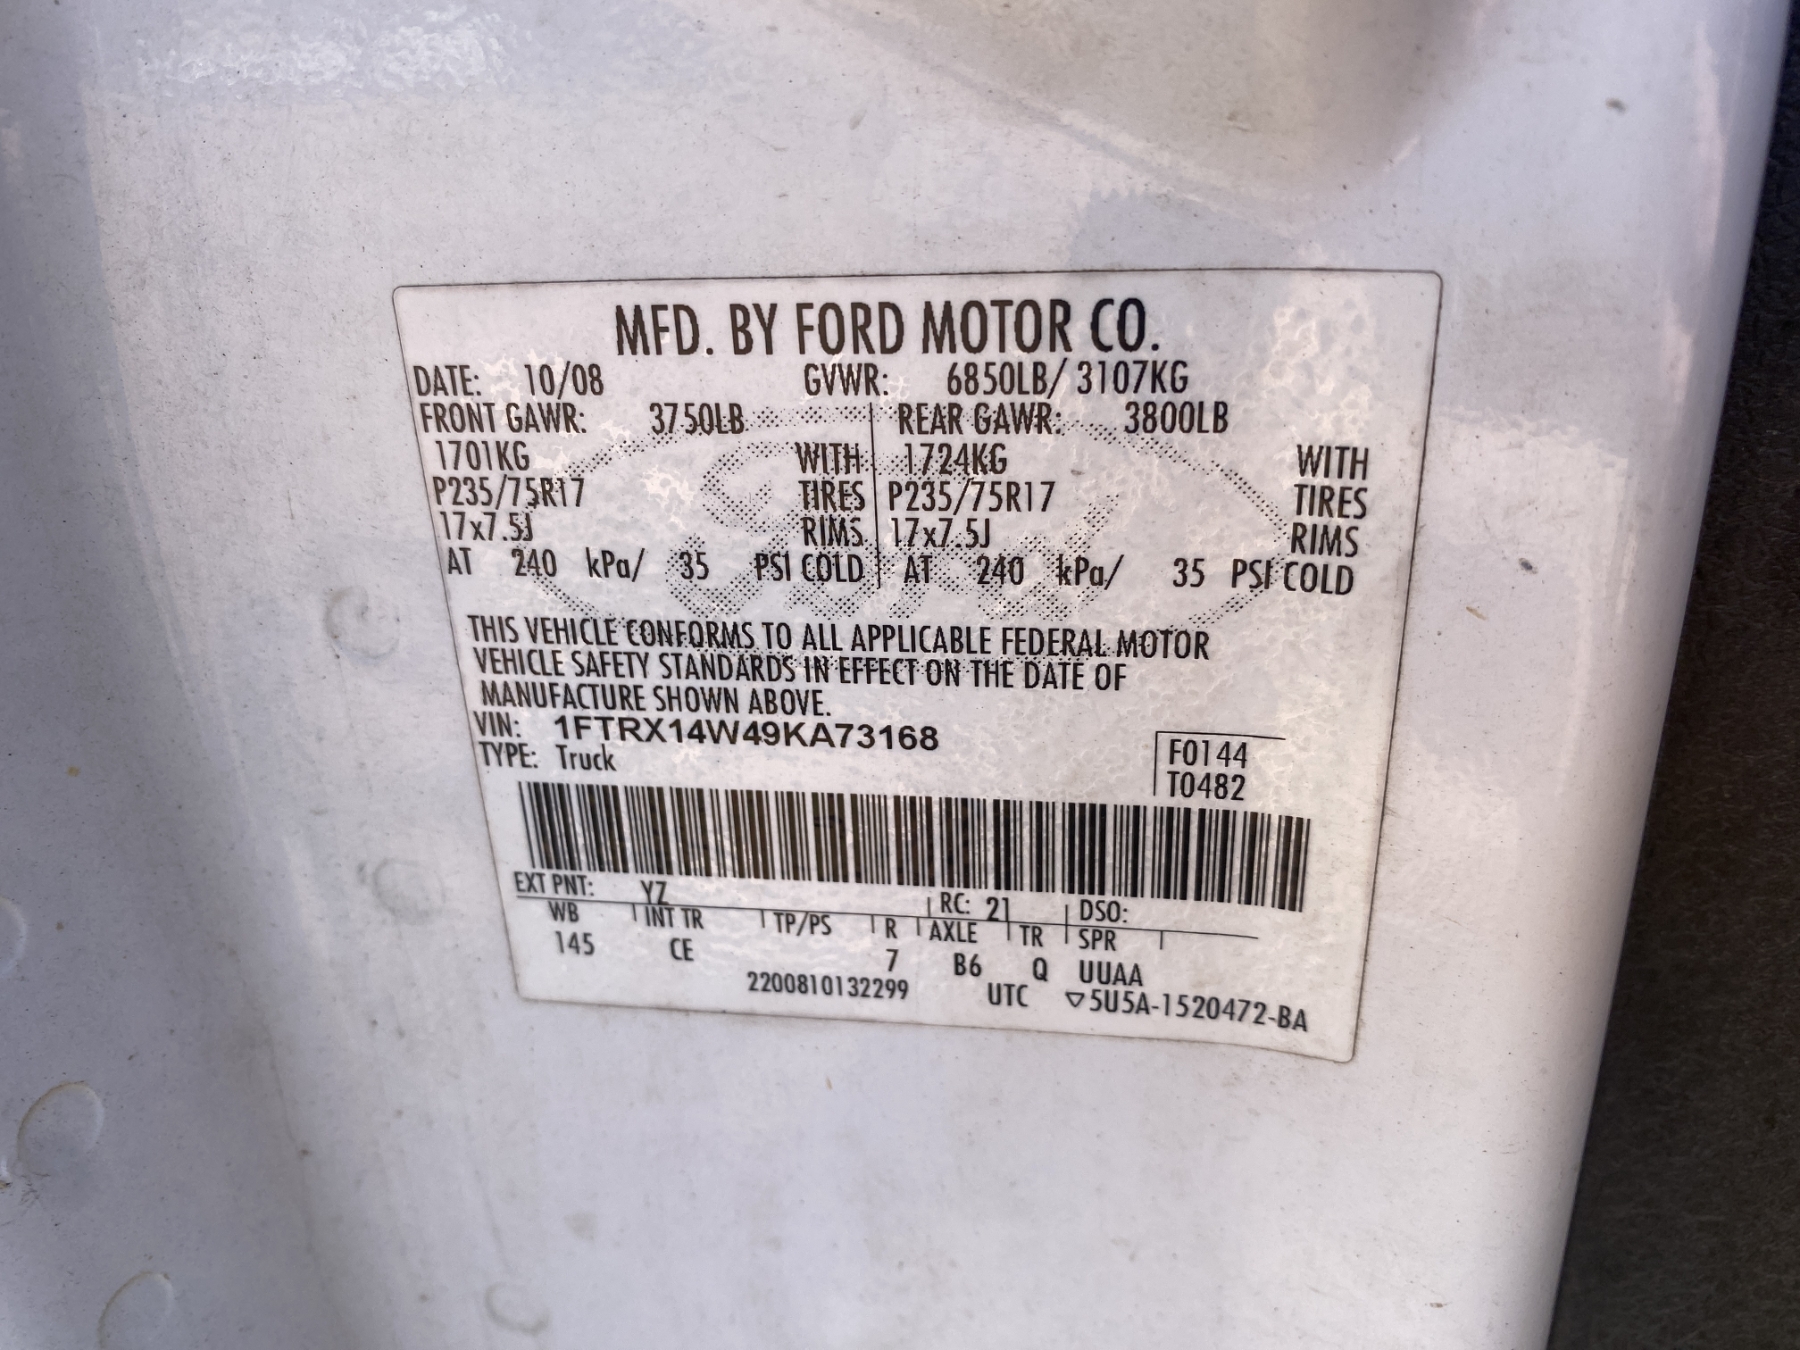 MFD. BY FORD MOTOR CO.
DATE: 10/08 GVWR: 6850LB/ 3107KG
FRONT GAWR: 3750LB REAR GAWR: 3800LB
1701KG WITH 1724KG WITH
P235/75R17 TIRES P235/75R17 TIRES
17x7.5J RIMS 17x7.5J RIMS
AT 240 kPa/ 35 PSI COLD AT 240 kPa/ 35 PSI COLD
THIS VEHICLE CONFORMS TO ALL APPLICABLE FEDERAL MOTOR
VEHICLE SAFETY STANDARDS IN EFFECT ON THE DATE OF
MANUFACTURE SHOWN ABOVE.
VIN: 1FTRX14W49KA73168
TYPE: Truck
F0144
T0482
EXT PNT: YZ RC: 21 DSO:
WB INT TR TP/PS R AXLE TR SPR
145 CE 7 B6 Q UUAA
2200810132299 UTC ▽5U5A-1520472-BA